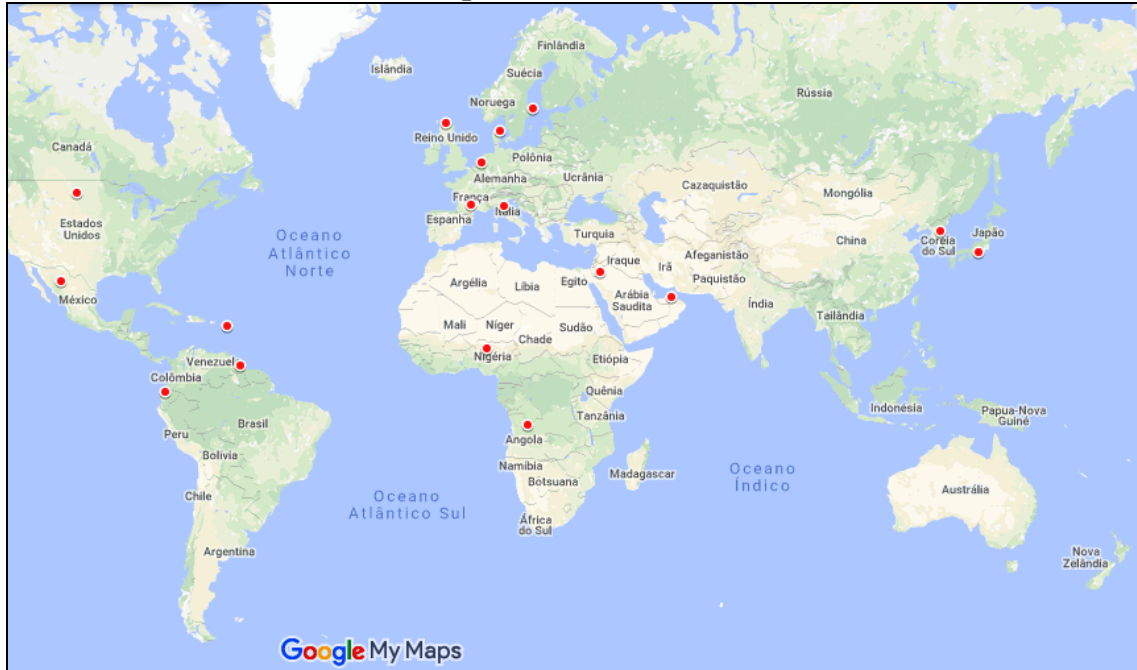 Finlândia
Islândia
Suécia
Rússia
Noruega
Reino Unido
Canadá
Polônia
Alemanha
Ucrânia
Cazaquistão
Mongólia
França
Estados
Unidos
Itália
Espanha
Oceano
Atlântico
Norte
Turquia
China
Coréia
do Sul
Japão
Iraque
Irã
Afeganistão
Paquistão
Argélia
Líbia
Egito
Arábia
Saudita
México
Índia
Tailândia
Mali
Níger
Chade
Sudão
Nigéria
Etiópia
Venezuel
Colômbia
Quênia
Indonésia
Papua-Nova
Guiné
Tanzânia
Brasil
Peru
Angola
Bolívia
Namíbia
Botsuana
Madagascar
Oceano
Índico
Chile
Oceano
Atlântico Sul
Austrália
África
do Sul
Argentina
Nova
Zelândia
Google My Maps